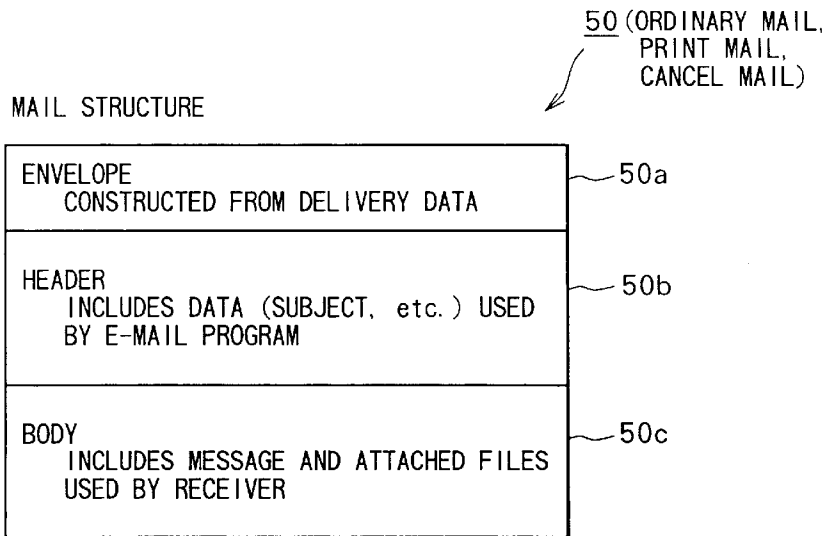 50 (ORDINARY MAIL,
PRINT MAIL,
CANCEL MAIL)
MAIL STRUCTURE
ENVELOPE
CONSTRUCTED FROM DELIVERY DATA
50a
HEADER
INCLUDES DATA (SUBJECT, etc.) USED
BY E-MAIL PROGRAM
50b
BODY
INCLUDES MESSAGE AND ATTACHED FILES
USED BY RECEIVER
50c